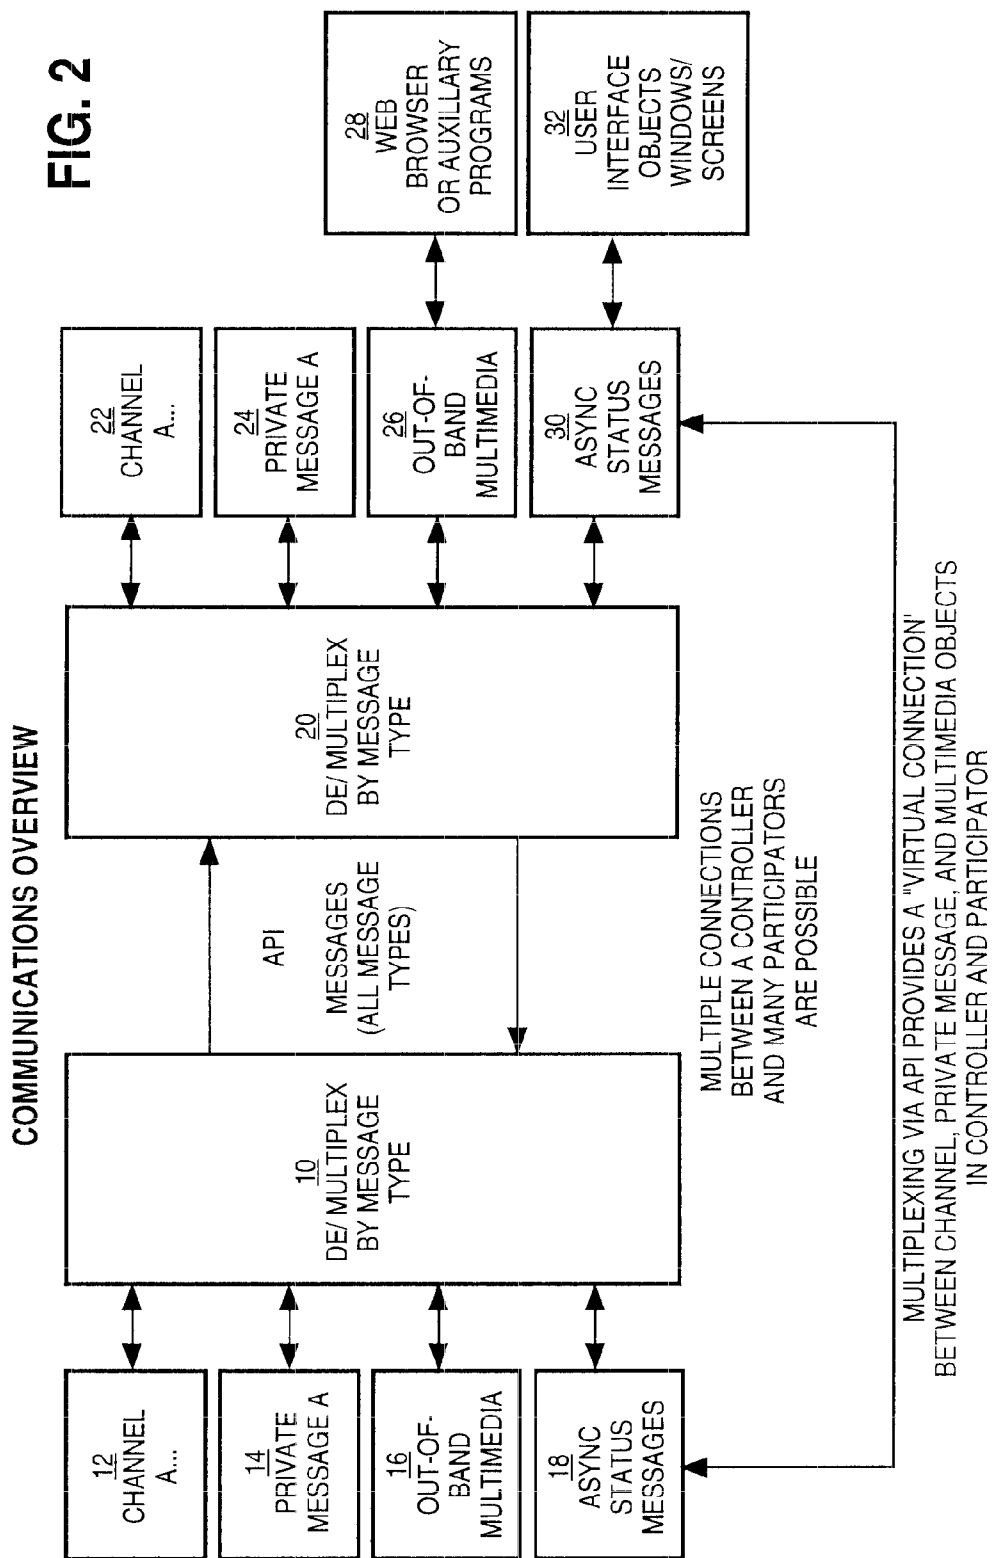 FIG. 2
COMMUNICATIONS OVERVIEW
12
CHANNEL
A...
14
PRIVATE
MESSAGE A
16
OUT-OF-
BAND
MULTIMEDIA
18
ASYNC
STATUS
MESSAGES
10
DE/ MULTIPLEX
BY MESSAGE
TYPE
API
MESSAGES
(ALL MESSAGE
TYPES)
20
DE/ MULTIPLEX
BY MESSAGE
TYPE
22
CHANNEL
A...
24
PRIVATE
MESSAGE A
26
OUT-OF-
BAND
MULTIMEDIA
30
ASYNC
STATUS
MESSAGES
28
WEB
BROWSER
OR AUXILLARY
PROGRAMS
32
USER
INTERFACE
OBJECTS
WINDOWS/
SCREENS
MULTIPLE CONNECTIONS
BETWEEN A CONTROLLER
AND MANY PARTICIPATORS
ARE POSSIBLE
MULTIPLEXING VIA API PROVIDES A "VIRTUAL CONNECTION'
BETWEEN CHANNEL, PRIVATE MESSAGE, AND MULTIMEDIA OBJECTS
IN CONTROLLER AND PARTICIPATOR